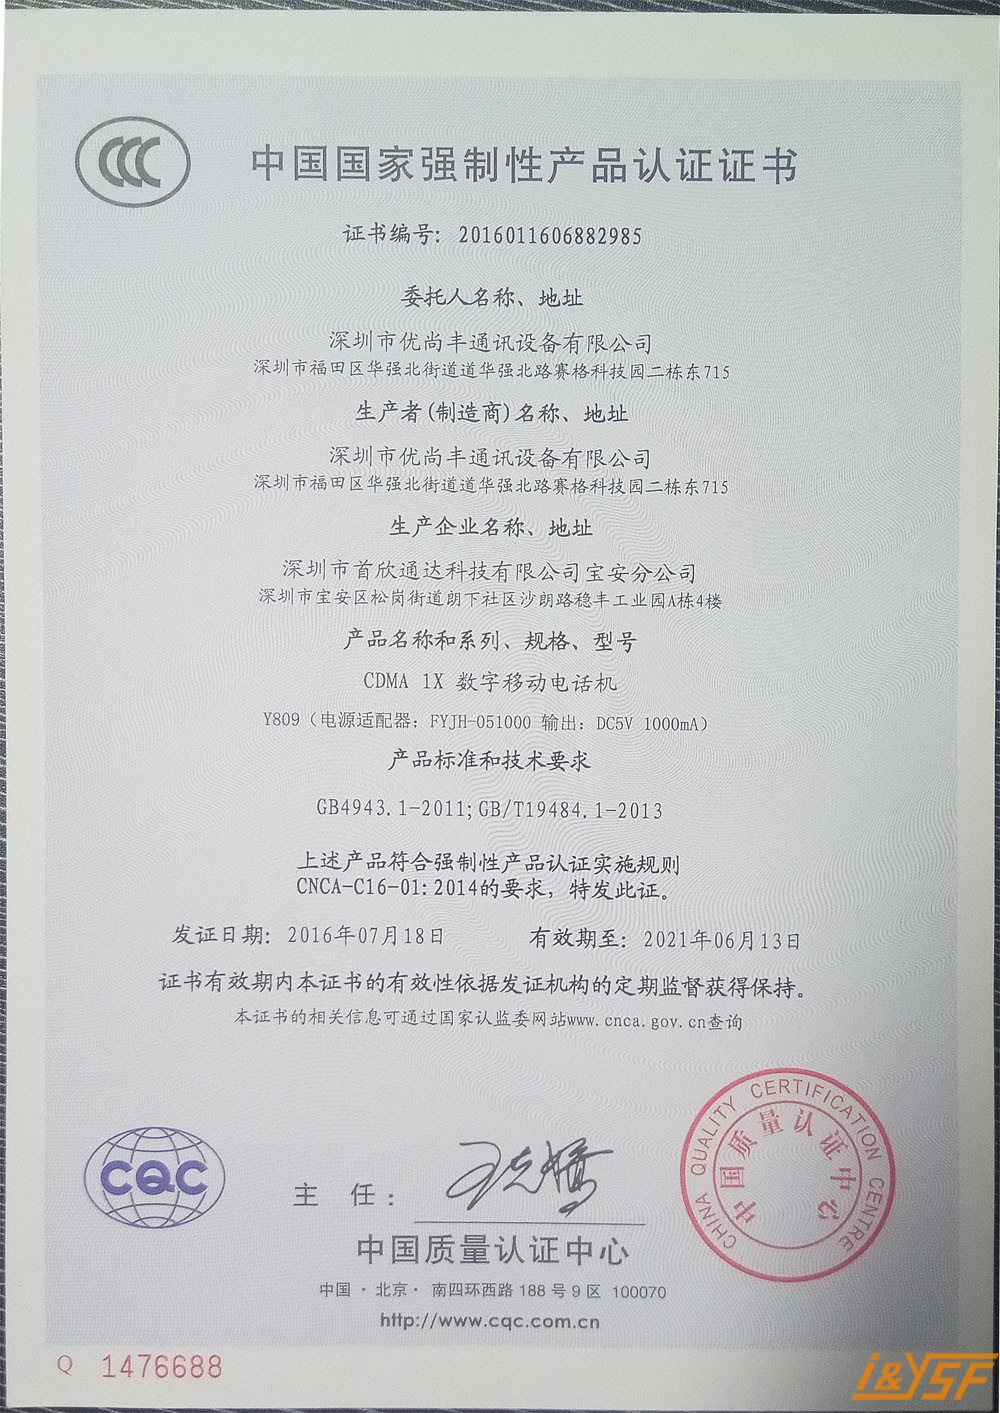 CCC
中国国家强制性产品认证证书
证书编号: 2016011606882985
委托人名称、地址
深圳市优尚丰通讯设备有限公司
深圳市福田区华强北街道道华强北路赛格科技园二栋东715
生产者(制造商)名称、地址
深圳市优尚丰通讯设备有限公司
深圳市福田区华强北街道道华强北路赛格科技园二栋东715
生产企业名称、地址
深圳市首欣通达科技有限公司宝安分公司
深圳市宝安区松岗街道朗下社区沙朗路稳丰工业园A栋4楼
产品名称和系列、规格、型号
CDMA 1X 数字移动电话机
Y809（电源适配器: FYJH-051000 输出: DC5V 1000mA）
产品标准和技术要求
GB4943.1-2011;GB/T19484.1-2013
上述产品符合强制性产品认证实施规则
CNCA-C16-01:2014的要求，特发此证。
发证日期: 2016年07月18日 有效期至: 2021年06月13日
证书有效期内本证书的有效性依据发证机构的定期监督获得保持。
本证书的相关信息可通过国家认监委网站www.cnca.gov.cn查询
CHINA QUALITY CERTIFICATION CENTRE
中国质量认证中心
CQC
主 任:
中国质量认证中心
中国·北京·南四环西路188号9区 100070
http://www.cqc.com.cn
Q 1476688
i&YSF